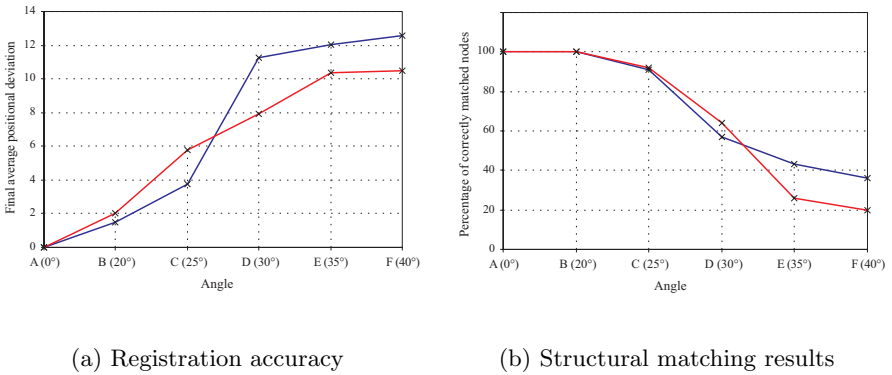 Final average positional deviation
14
12
10
8
6
4
2
0
A (0°) B (20°) C (25°) D (30°) E (35°) F (40°)
Angle
(a) Registration accuracy
Percentage of correctly matched nodes
100
80
60
40
20
0
A (0°) B (20°) C (25°) D (30°) E (35°) F (40°)
Angle
(b) Structural matching results